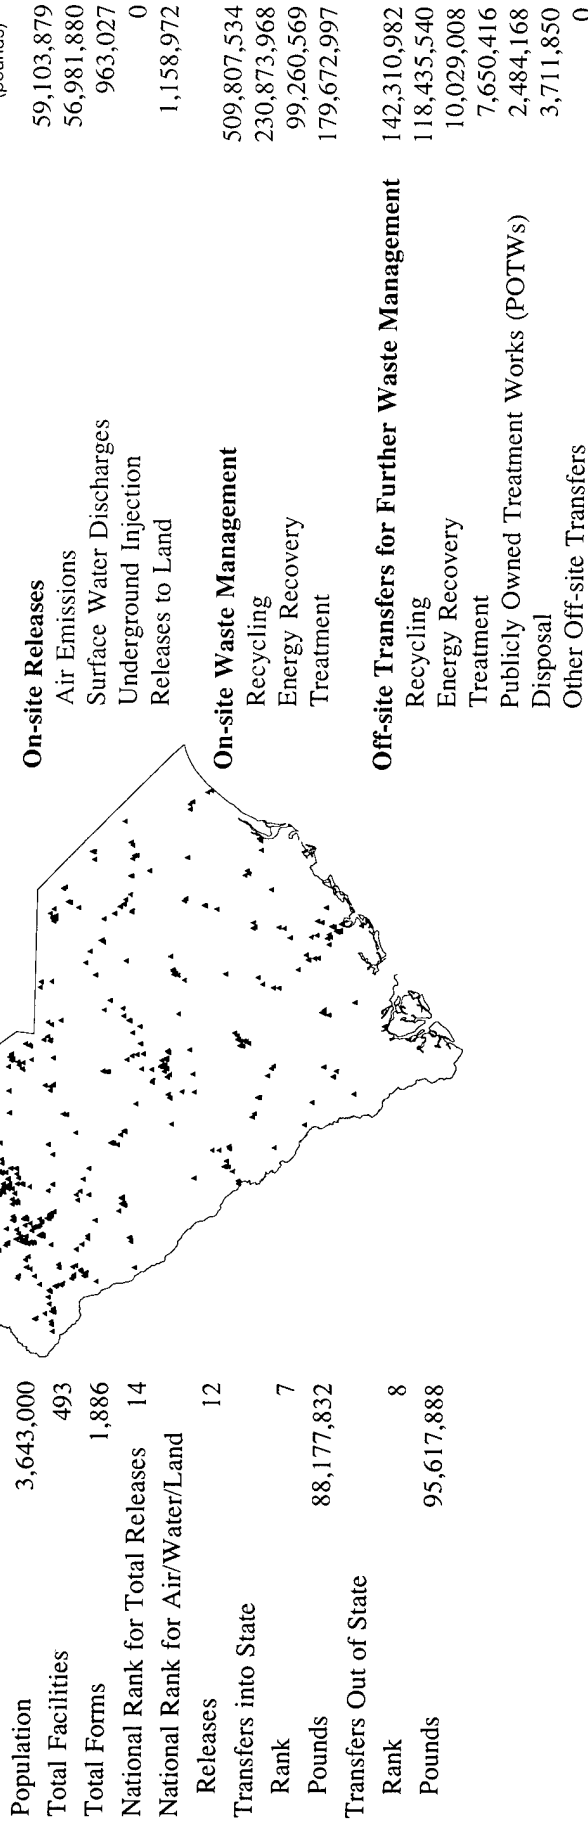 Population 3,643,000
Total Facilities 493
Total Forms 1,886
National Rank for Total Releases 14
National Rank for Air/Water/Land
Releases 12
Transfers into State
Rank 7
Pounds 88,177,832
Transfers Out of State
Rank 8
Pounds 95,617,888
(pounds)
On-site Releases 59,103,879
Air Emissions 56,981,880
Surface Water Discharges 963,027
Underground Injection 0
Releases to Land 1,158,972
On-site Waste Management 509,807,534
Recycling 230,873,968
Energy Recovery 99,260,569
Treatment 179,672,997
Off-site Transfers for Further Waste Management 142,310,982
Recycling 118,435,540
Energy Recovery 10,029,008
Treatment 7,650,416
Publicly Owned Treatment Works (POTWs) 2,484,168
Disposal 3,711,850
Other Off-site Transfers 0